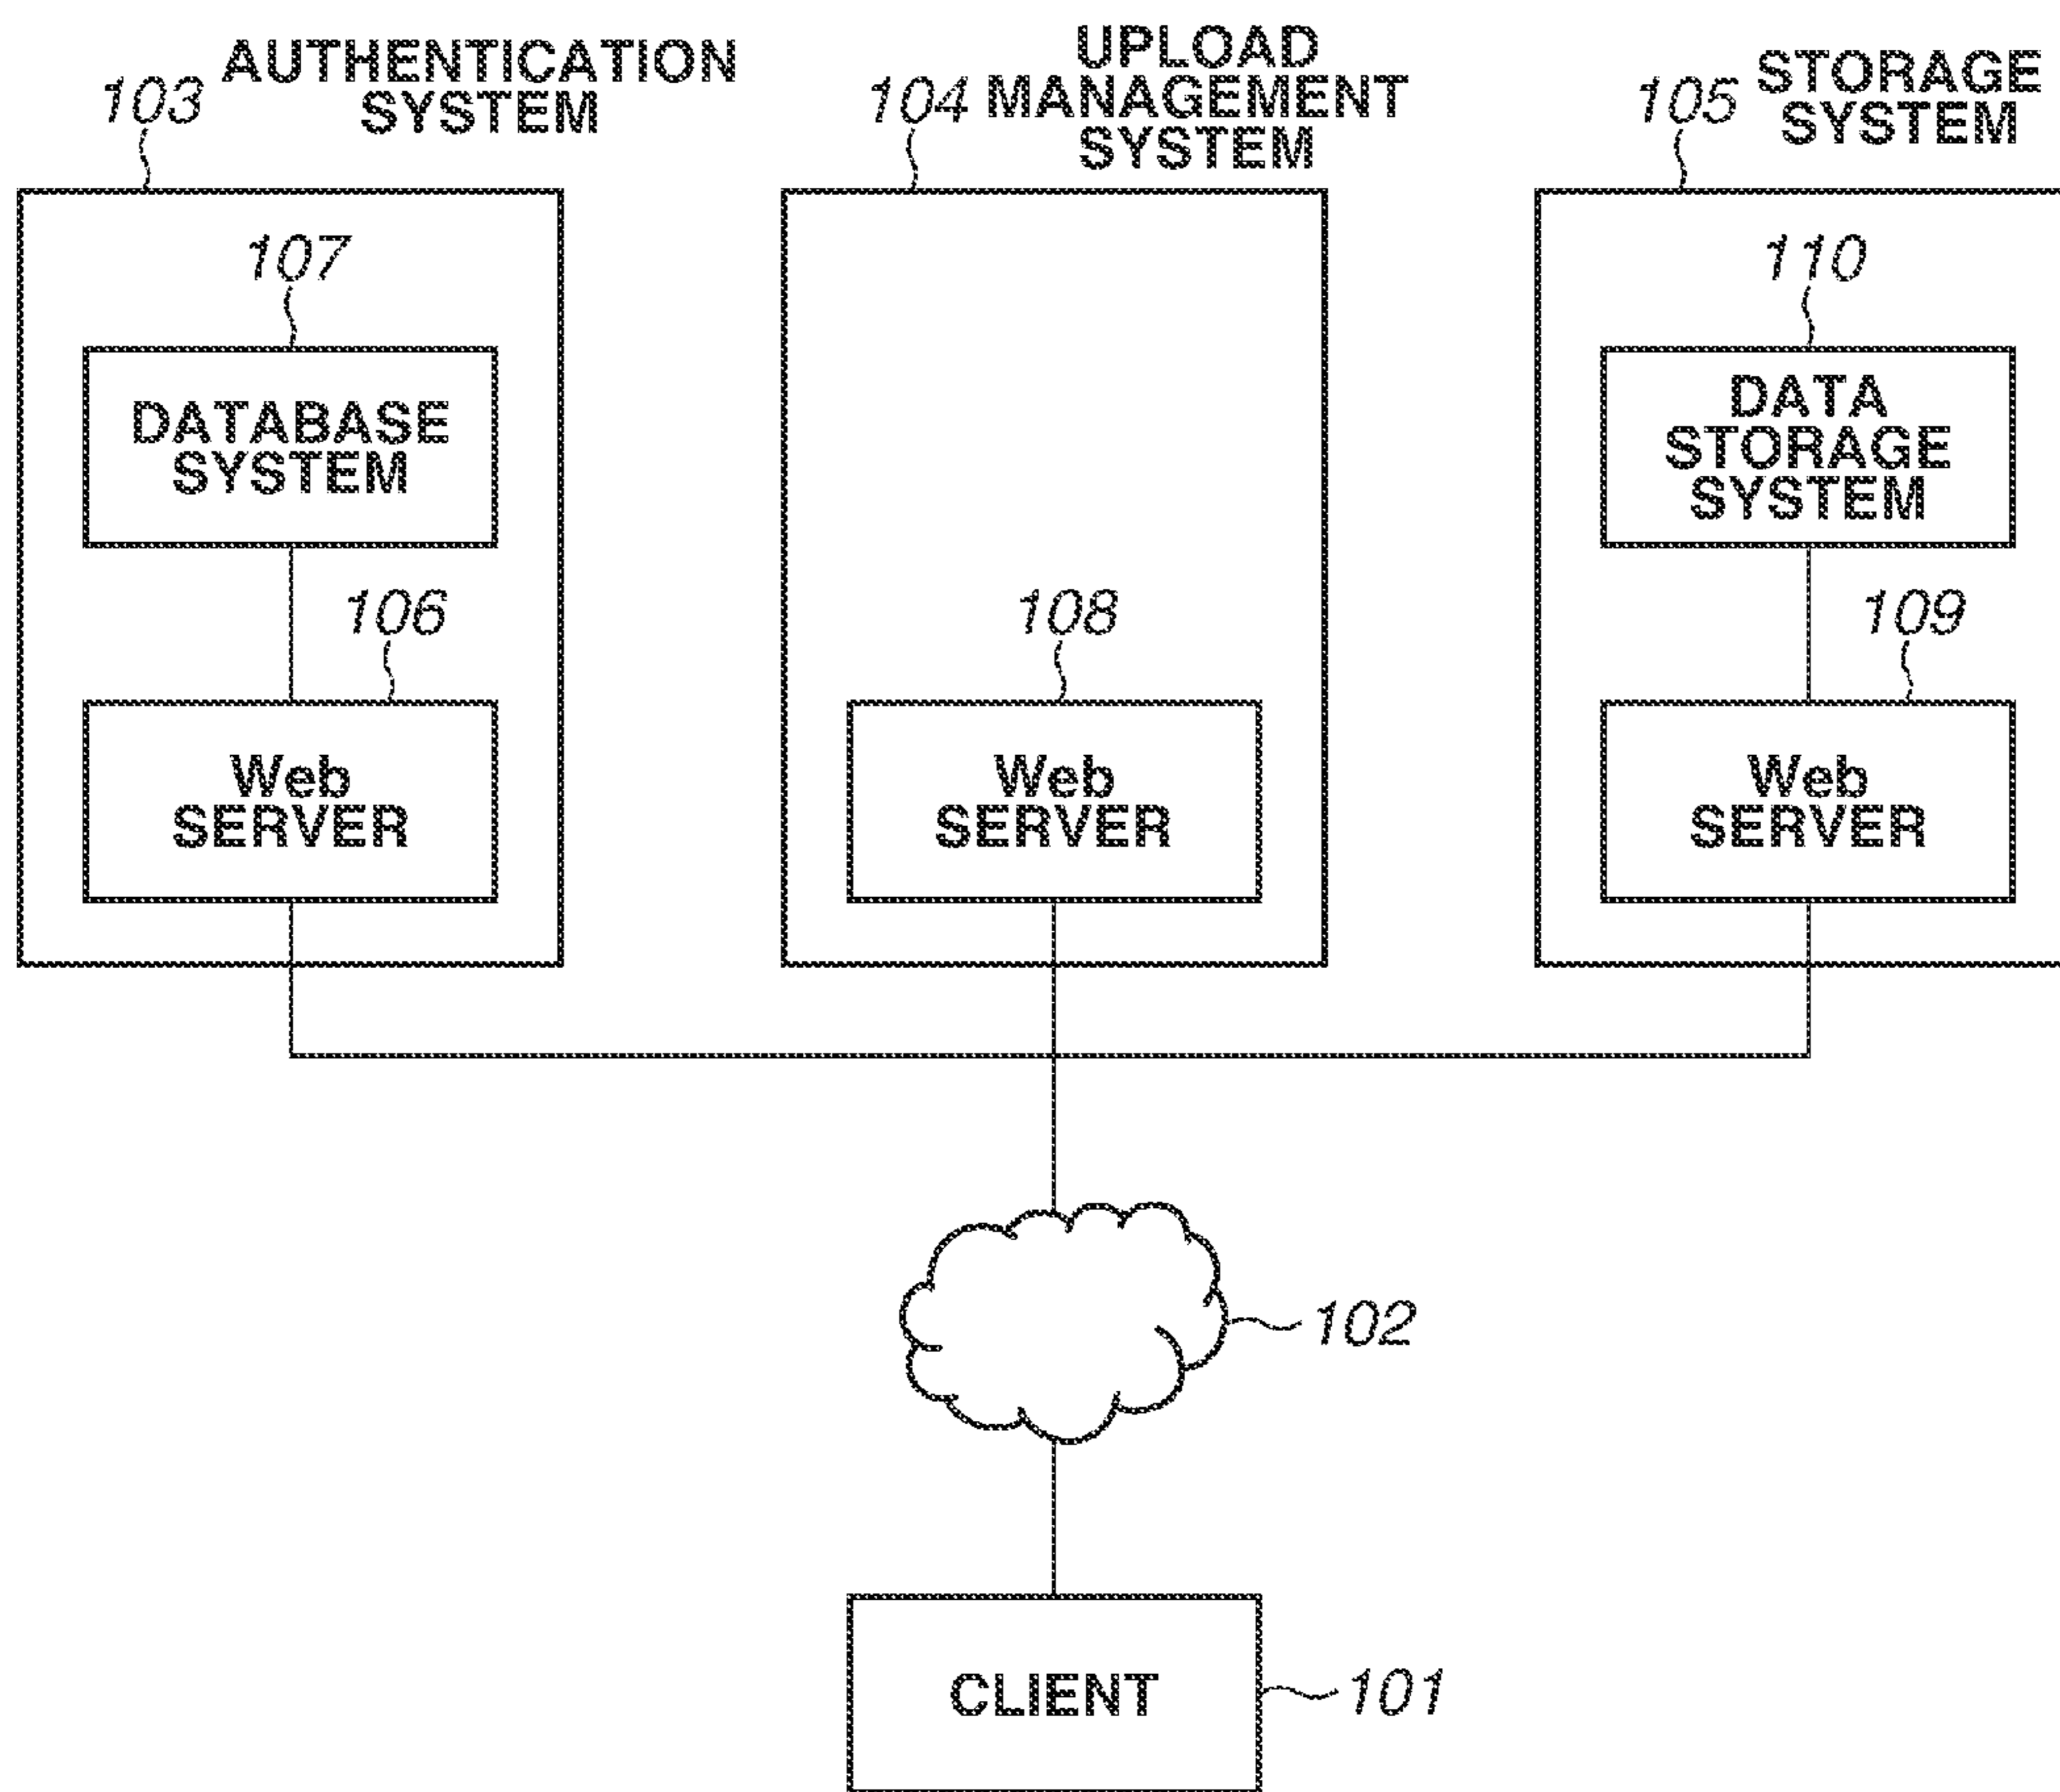 103 AUTHENTICATION
SYSTEM
104 UPLOAD
MANAGEMENT
SYSTEM
105 STORAGE
SYSTEM
107
DATABASE
SYSTEM
106
Web
SERVER
108
Web
SERVER
110
DATA
STORAGE
SYSTEM
109
Web
SERVER
102
CLIENT
101